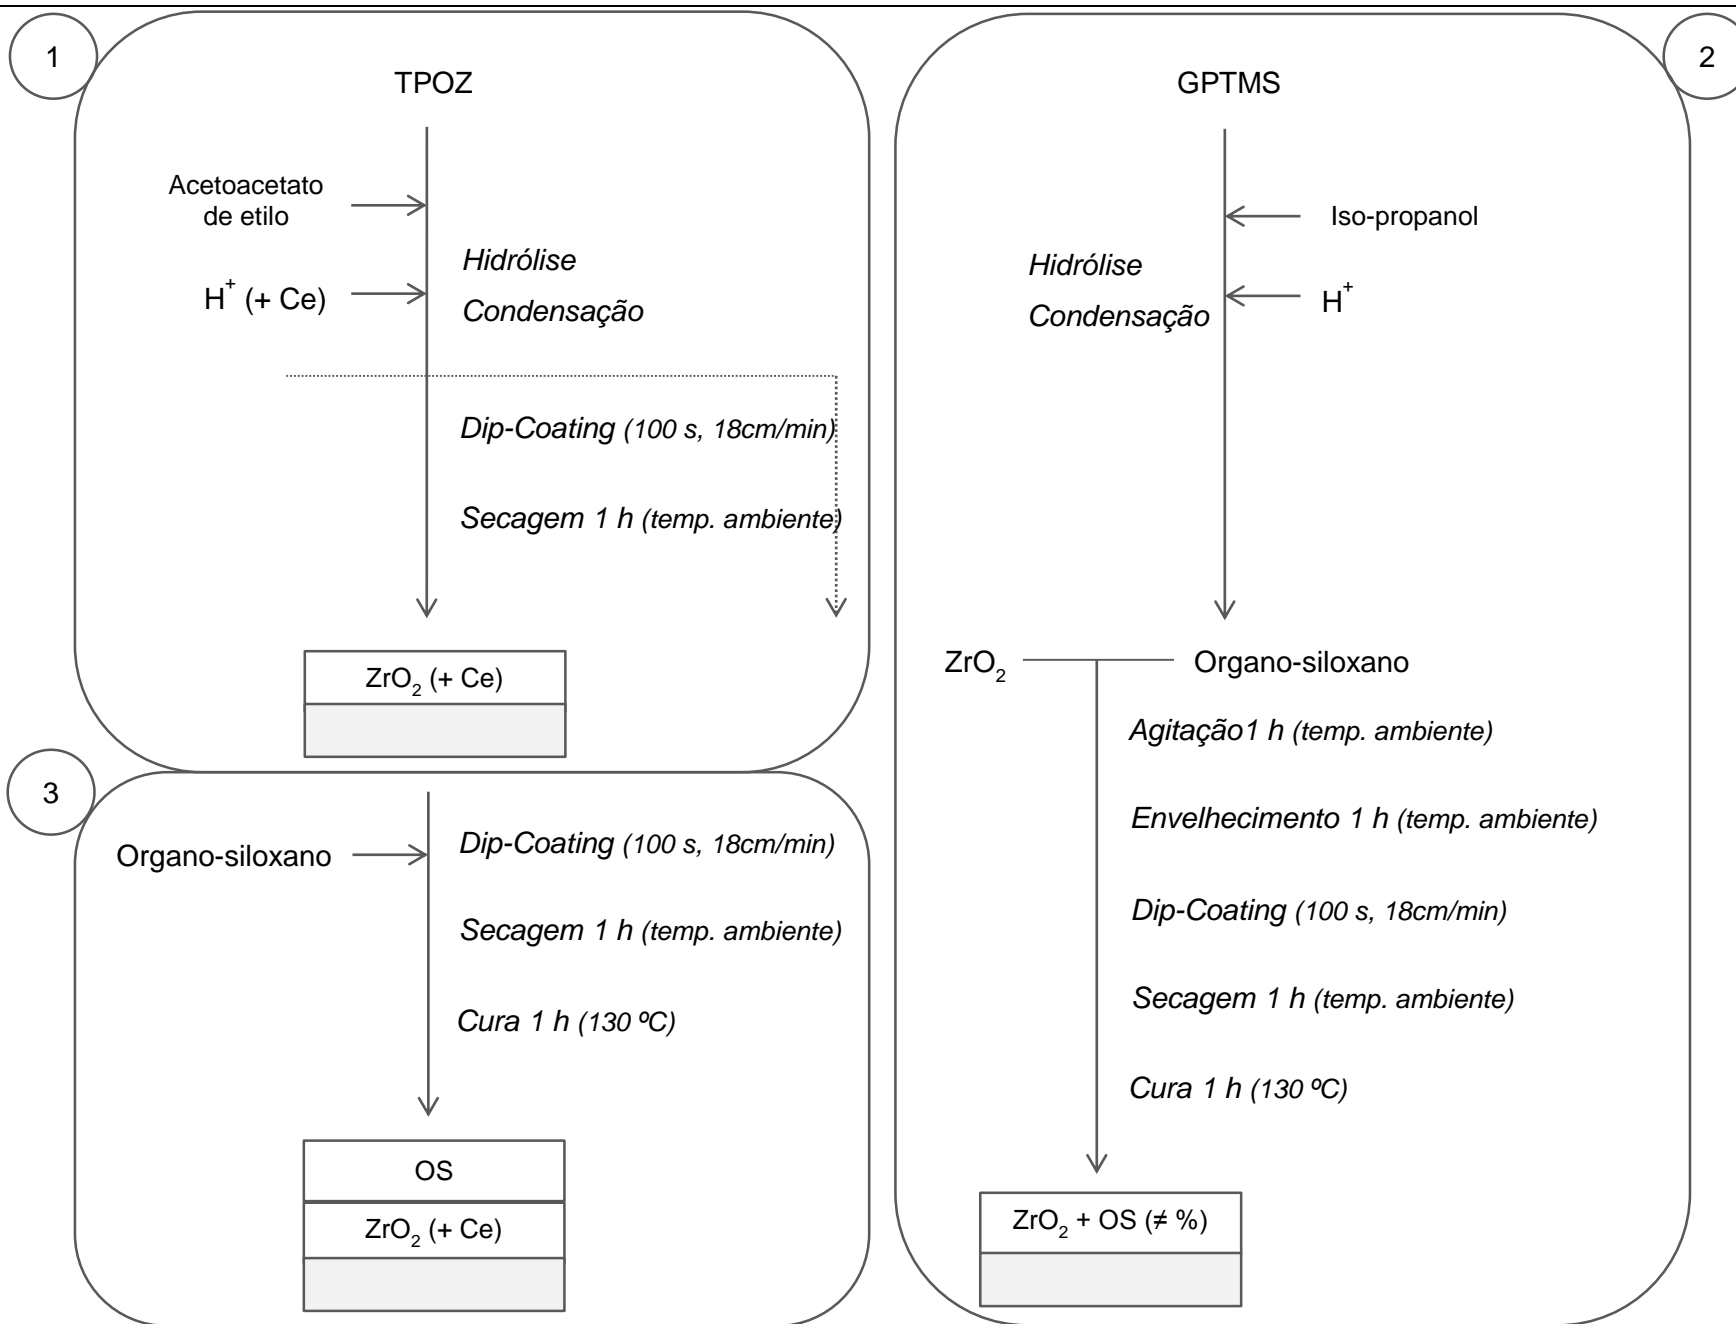 1
TPOZ
Acetoacetato
de etilo
H+ (+ Ce)
Hidrólise
Condensação
Dip-Coating (100 s, 18cm/min)
Secagem 1 h (temp. ambiente)
ZrO2 (+ Ce)
2
GPTMS
Iso-propanol
Hidrólise
Condensação
H+
ZrO2
Organo-siloxano
Agitação1 h (temp. ambiente)
Envelhecimento 1 h (temp. ambiente)
Dip-Coating (100 s, 18cm/min)
Secagem 1 h (temp. ambiente)
Cura 1 h (130 ºC)
ZrO2 + OS (≠ %)
3
Organo-siloxano
Dip-Coating (100 s, 18cm/min)
Secagem 1 h (temp. ambiente)
Cura 1 h (130 ºC)
OS
ZrO2 (+ Ce)